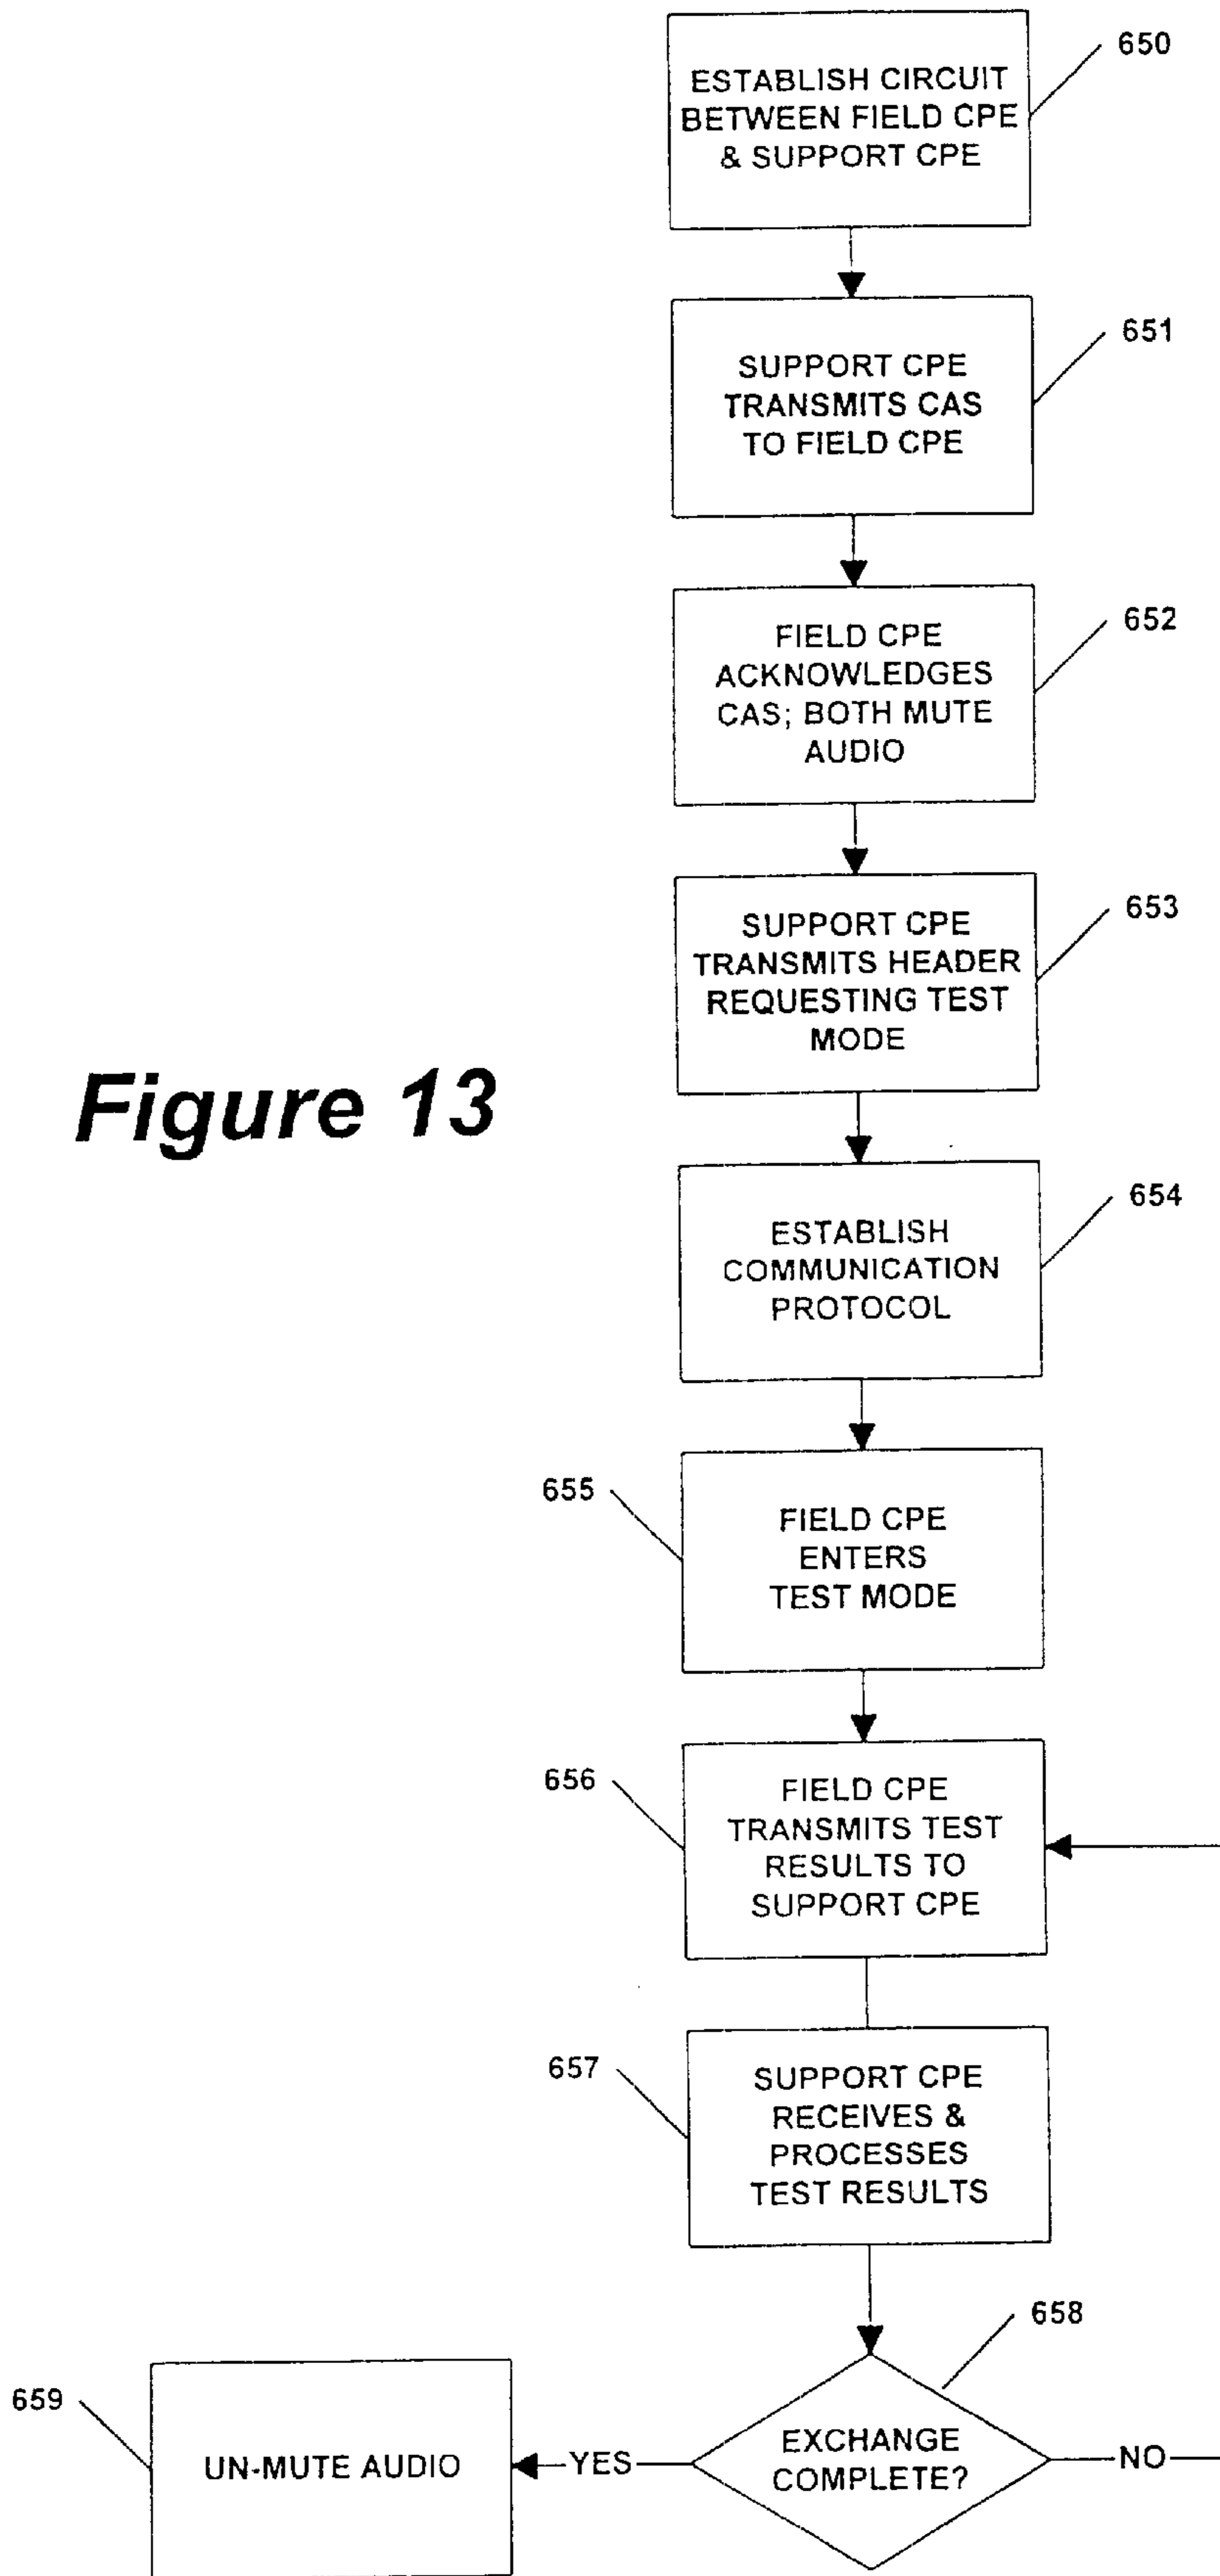 650
ESTABLISH CIRCUIT
BETWEEN FIELD CPE
& SUPPORT CPE
651
SUPPORT CPE
TRANSMITS CAS
TO FIELD CPE
652
FIELD CPE
ACKNOWLEDGES
CAS; BOTH MUTE
AUDIO
653
SUPPORT CPE
TRANSMITS HEADER
REQUESTING TEST
MODE
Figure 13
654
ESTABLISH
COMMUNICATION
PROTOCOL
655
FIELD CPE
ENTERS
TEST MODE
656
FIELD CPE
TRANSMITS TEST
RESULTS TO
SUPPORT CPE
657
SUPPORT CPE
RECEIVES &
PROCESSES
TEST RESULTS
658
EXCHANGE
COMPLETE?
YES
NO
659
UN-MUTE AUDIO